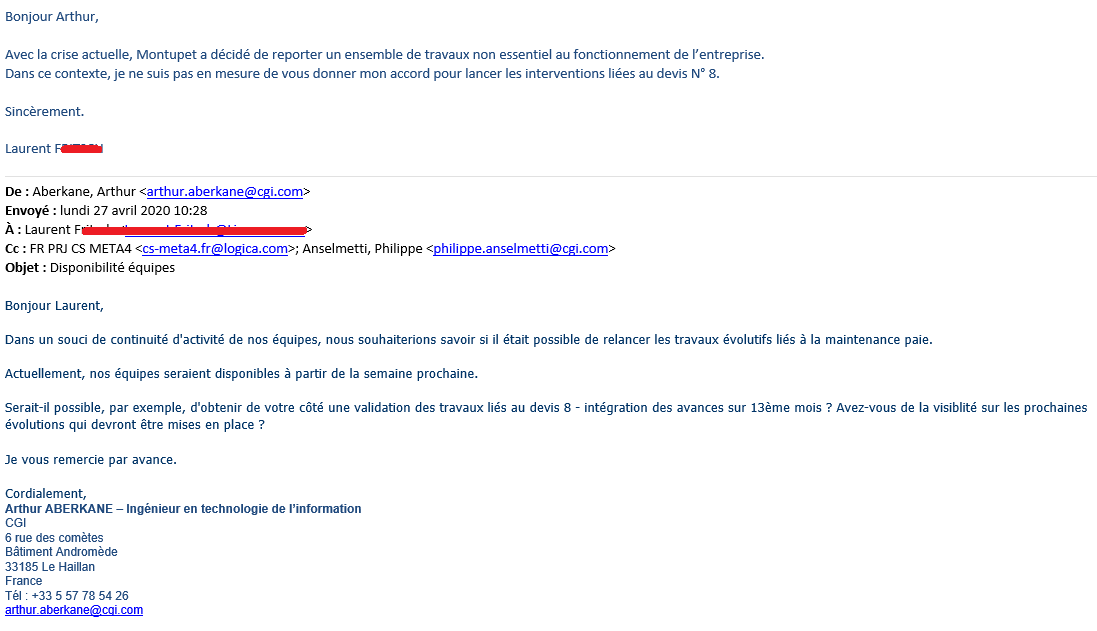 Bonjour Arthur,
Avec la crise actuelle, Montupet a décidé de reporter un ensemble de travaux non essentiel au fonctionnement de l’entreprise.
Dans ce contexte, je ne suis pas en mesure de vous donner mon accord pour lancer les interventions liées au devis N° 8.
Sincèrement.
Laurent
De : Aberkane, Arthur <arthur.aberkane@cgi.com>
Envoyé : lundi 27 avril 2020 10:28
À : Laurent
Cc : FR PRJ CS META4 <cs-meta4.fr@logica.com>; Anselmetti, Philippe <philippe.anselmetti@cgi.com>
Objet : Disponibilité équipes
Bonjour Laurent,
Dans un souci de continuité d'activité de nos équipes, nous souhaiterions savoir si il était possible de relancer les travaux évolutifs liés à la maintenance paie.
Actuellement, nos équipes seraient disponibles à partir de la semaine prochaine.
Serait-il possible, par exemple, d'obtenir de votre côté une validation des travaux liés au devis 8 - intégration des avances sur 13ème mois ? Avez-vous de la visiblité sur les prochaines
évolutions qui devront être mises en place ?
Je vous remercie par avance.
Cordialement,
Arthur ABERKANE – Ingénieur en technologie de l’information
CGI
6 rue des comètes
Bâtiment Andromède
33185 Le Haillan
France
Tél : +33 5 57 78 54 26
arthur.aberkane@cgi.com